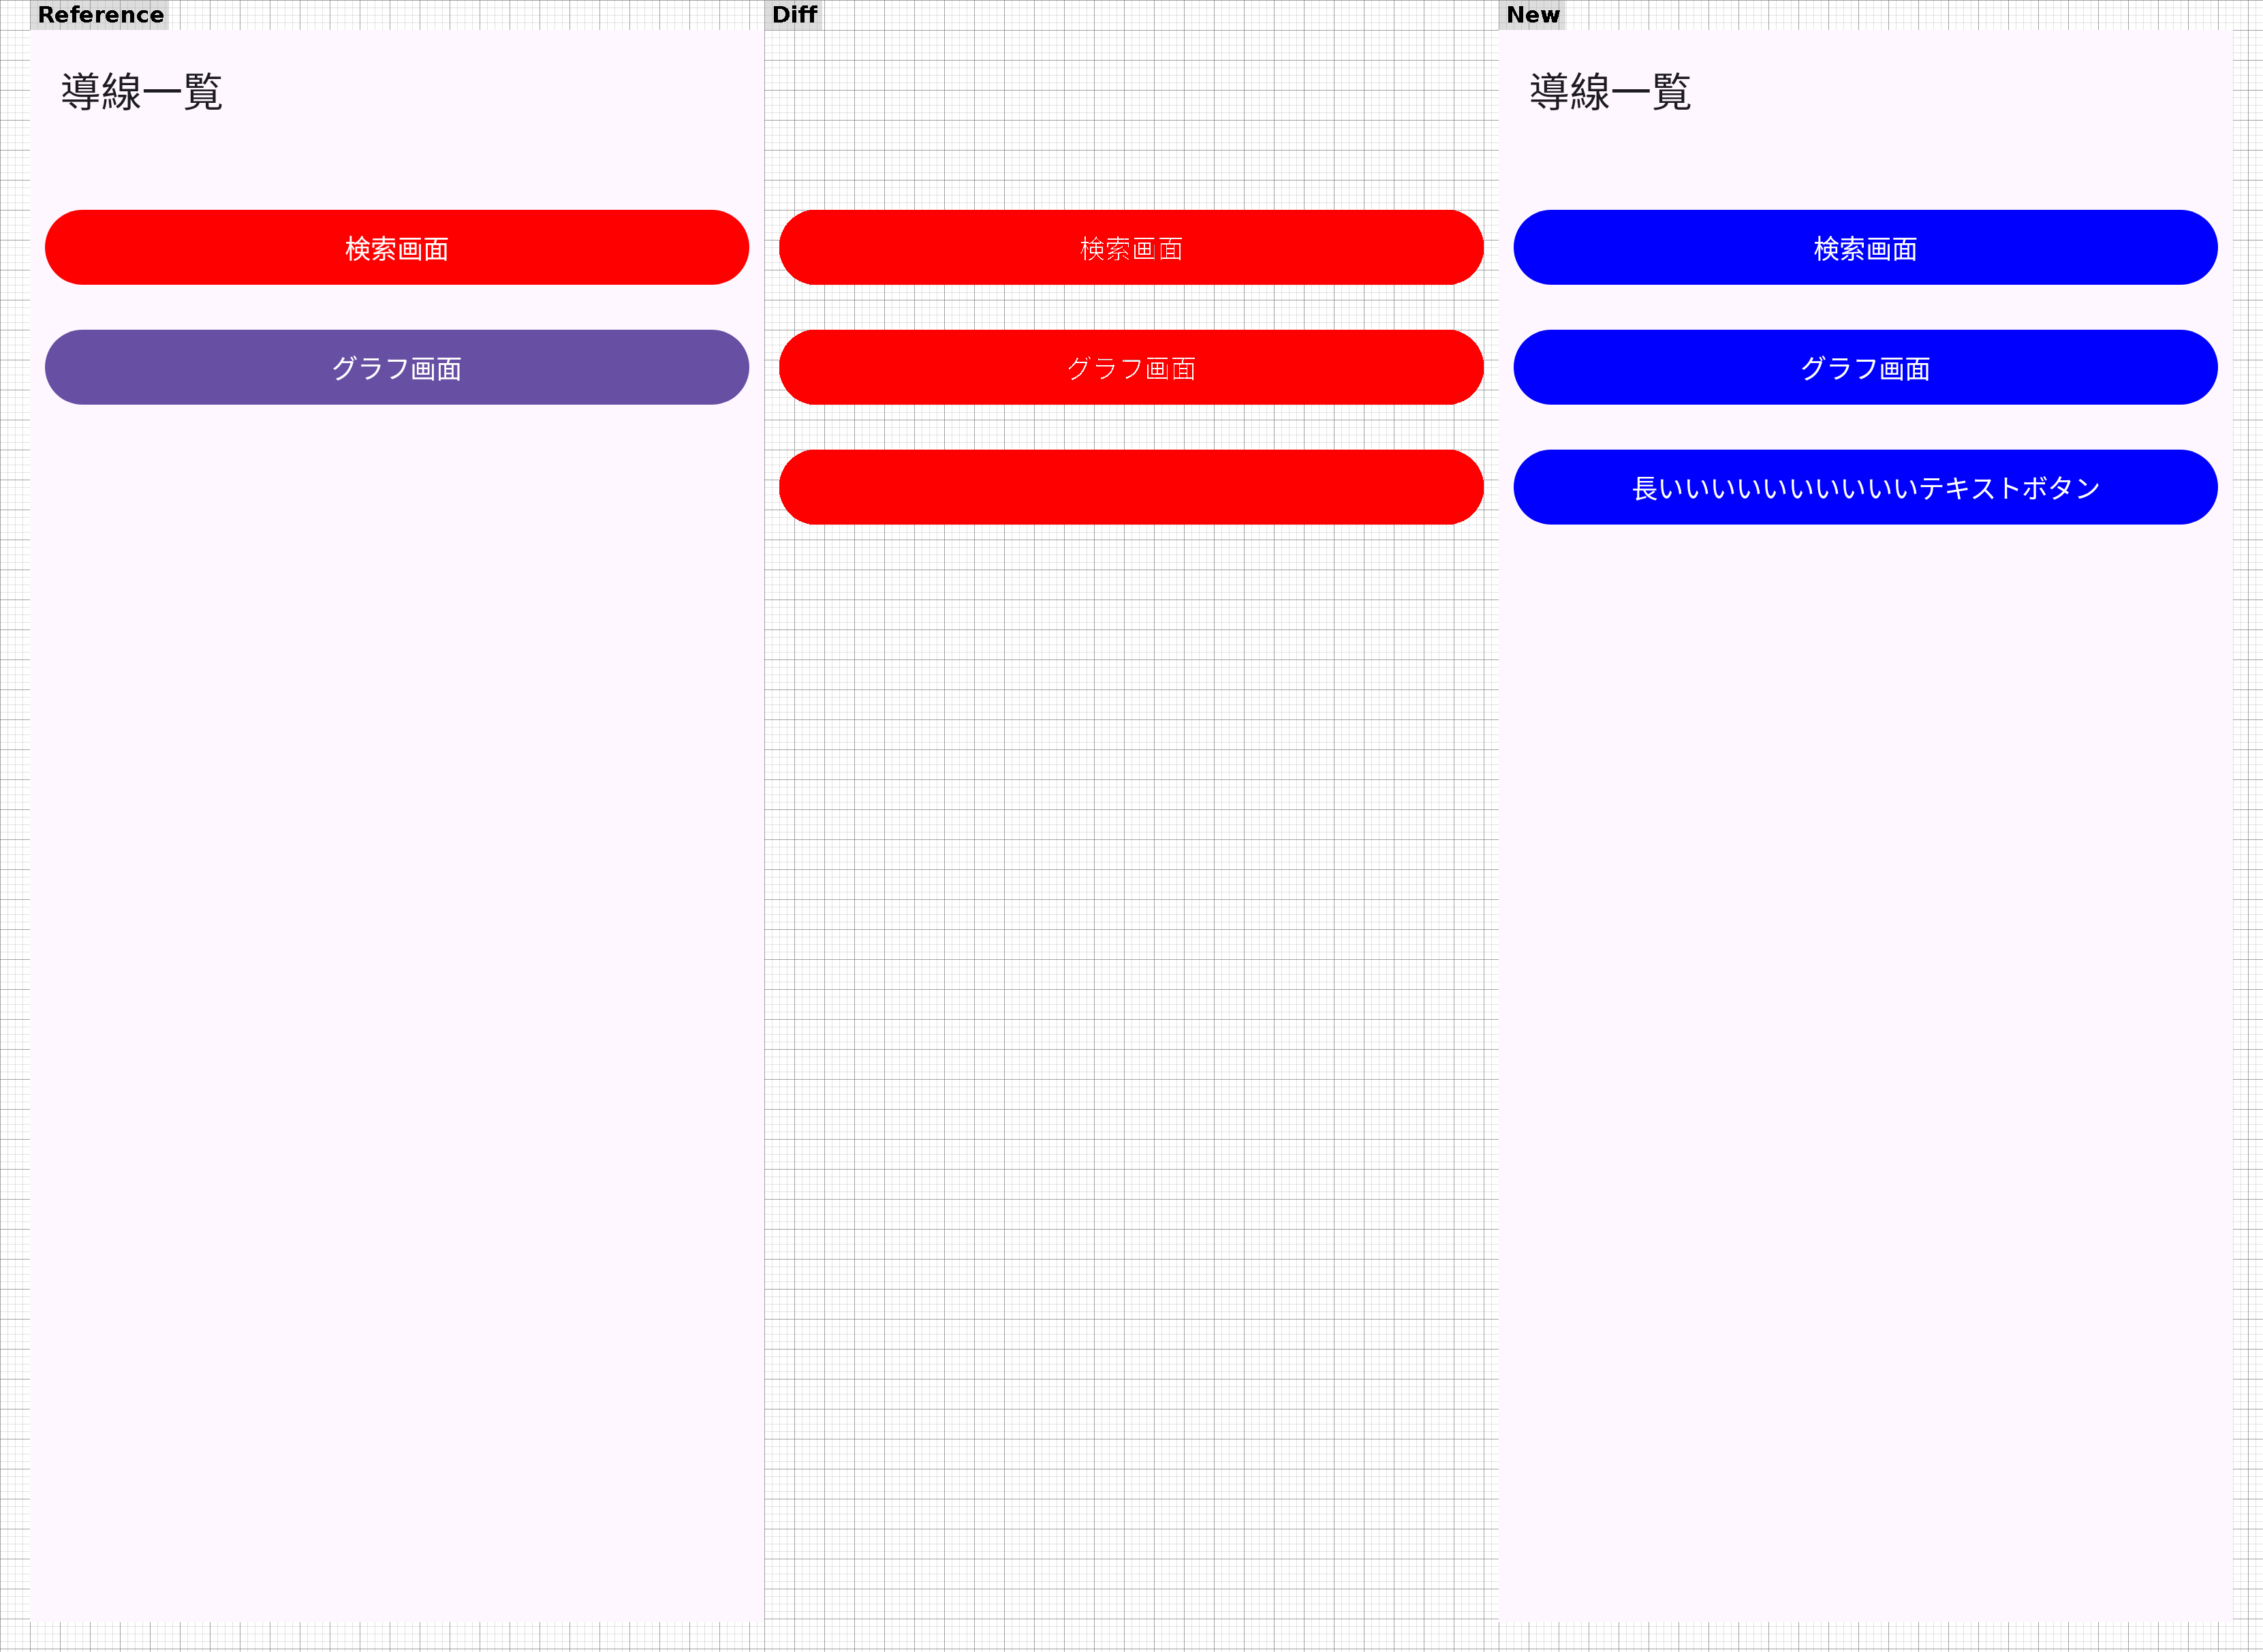 Reference
導線一覧
検索画面
グラフ画面
Diff
検索画面
グラフ画面
New
導線一覧
検索画面
グラフ画面
長いいいいいいいいいいテキストボタン